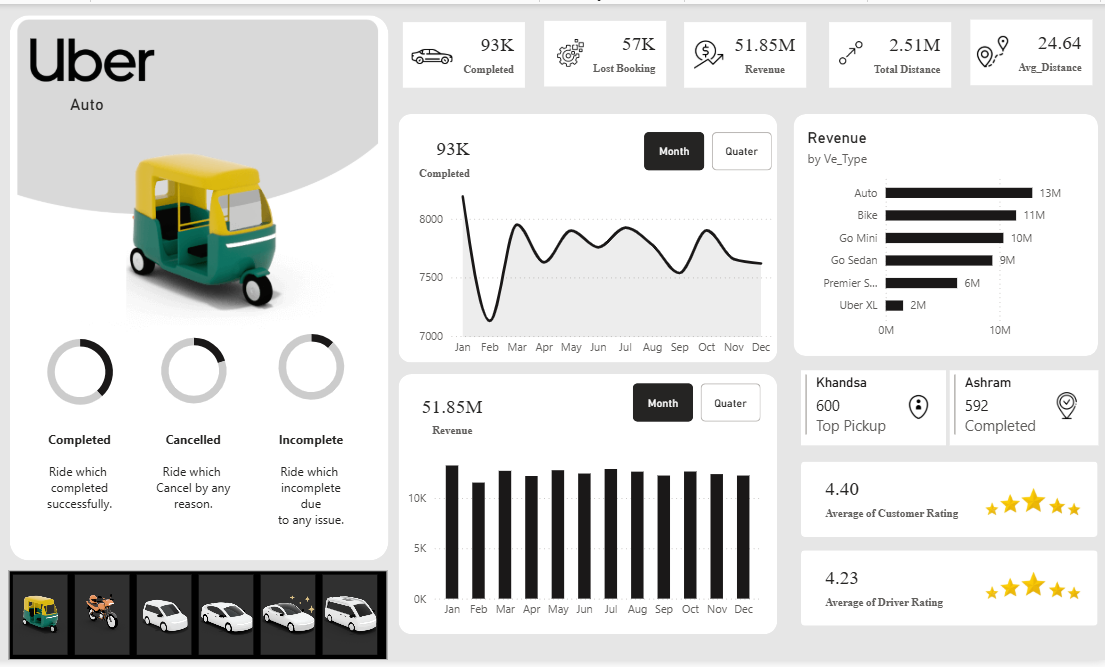 Uber
Auto
Completed
Ride which
completed
successfully.
Cancelled
Ride which
Cancel by any
reason.
Incomplete
Ride which
incomplete
due
to any issue.
93K
Completed
57K
Lost Booking
51.85M
Revenue
2.51M
Total Distance
24.64
Avg_Distance
93K
Completed
Month
Quater
8000
7500
7000
Jan Feb Mar Apr May Jun Jul Aug Sep Oct Nov Dec
51.85M
Revenue
Month
Quater
10K
5K
0K
Jan Feb Mar Apr May Jun Jul Aug Sep Oct Nov Dec
Revenue
by Ve_Type
Auto 13M
Bike 11M
Go Mini 10M
Go Sedan 9M
Premier S... 6M
Uber XL 2M
0M 10M
Khandsa
600
Top Pickup
Ashram
592
Completed
4.40
Average of Customer Rating
4.23
Average of Driver Rating